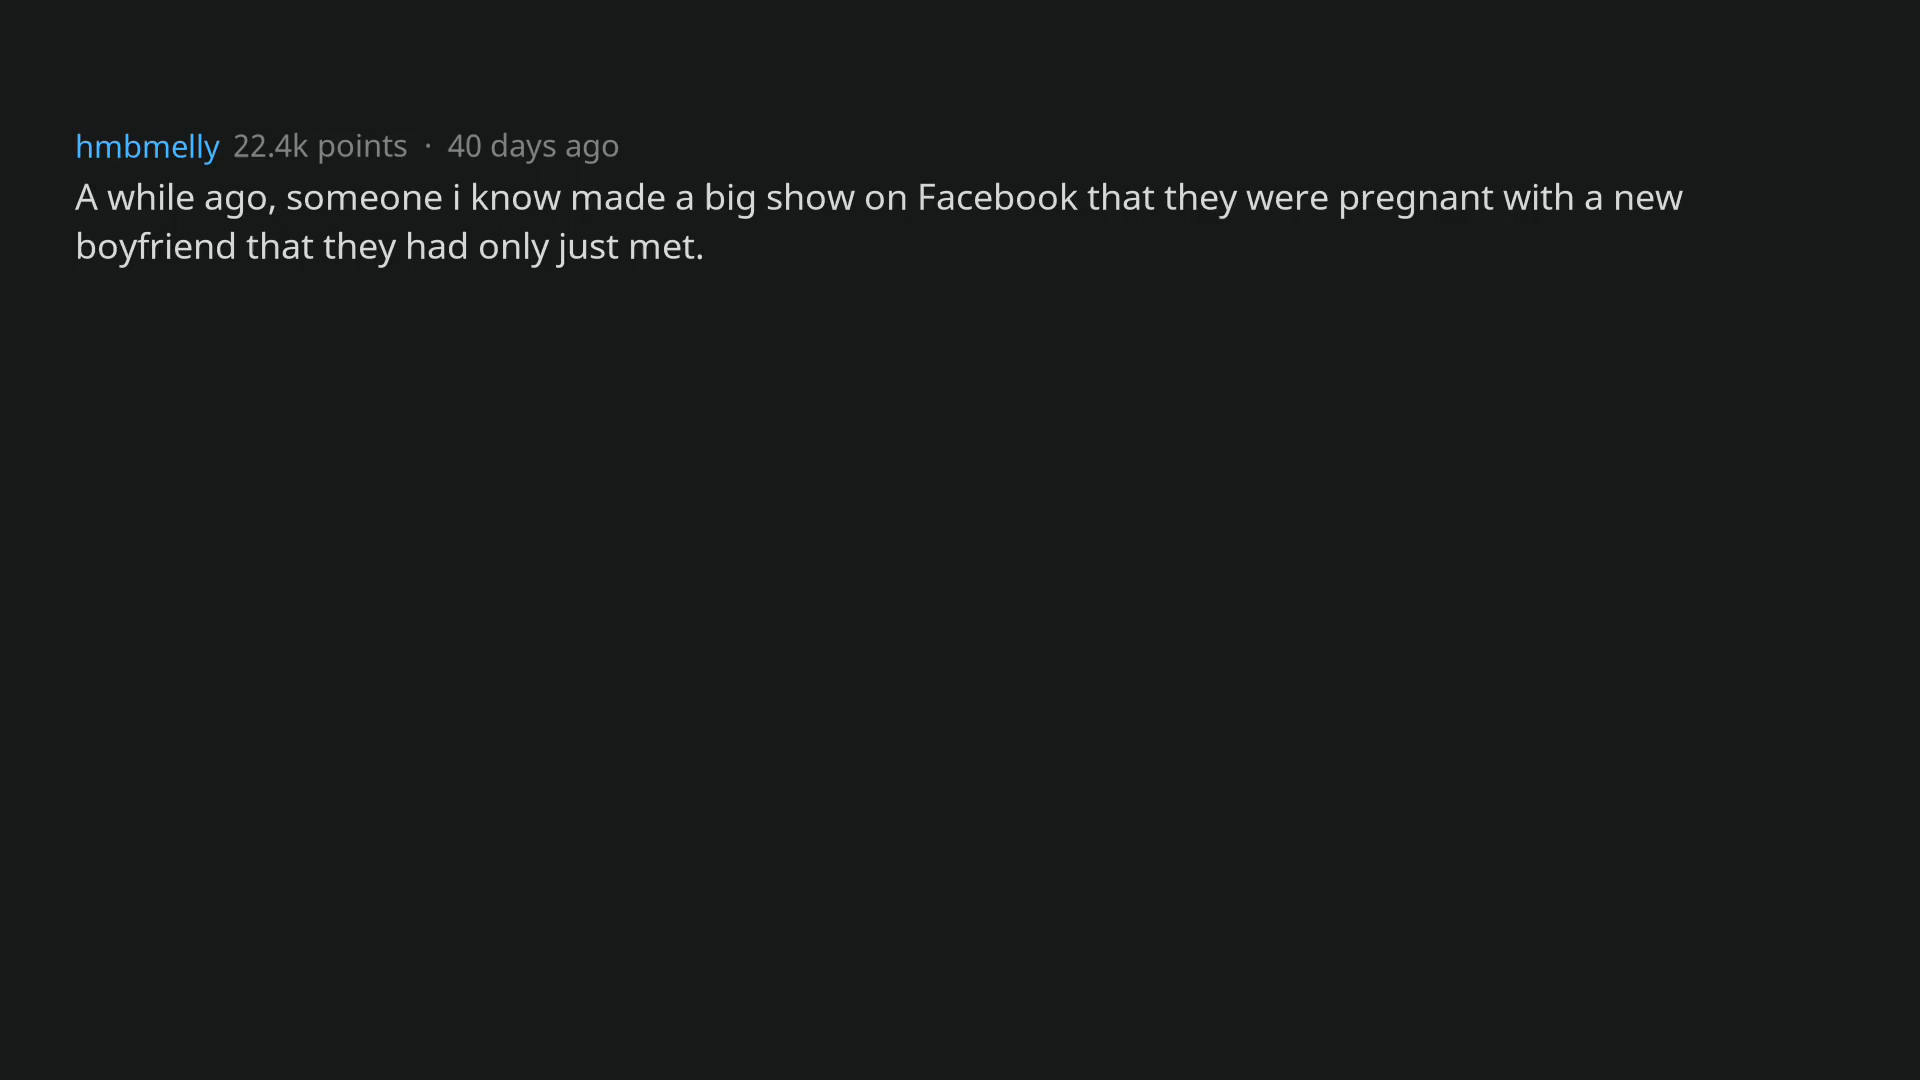 hmbmelly 22.4k points · 40 days ago
A while ago, someone i know made a big show on Facebook that they were pregnant with a new
boyfriend that they had only just met.